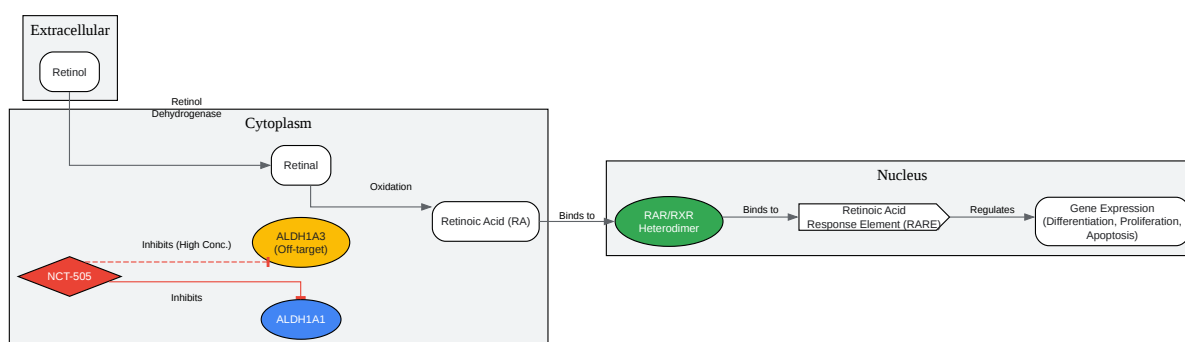 Extracellular
Retinol
Retinol
Dehydrogenase
Cytoplasm
Retinal
Oxidation
Retinoic Acid (RA)
Inhibits (High Conc.)
ALDH1A3
(Off-target)
NCT-505
Inhibits
ALDH1A1
Binds to
Nucleus
RAR/RXR
Heterodimer
Binds to
Retinoic Acid
Response Element (RARE)
Regulates
Gene Expression
(Differentiation, Proliferation,
Apoptosis)